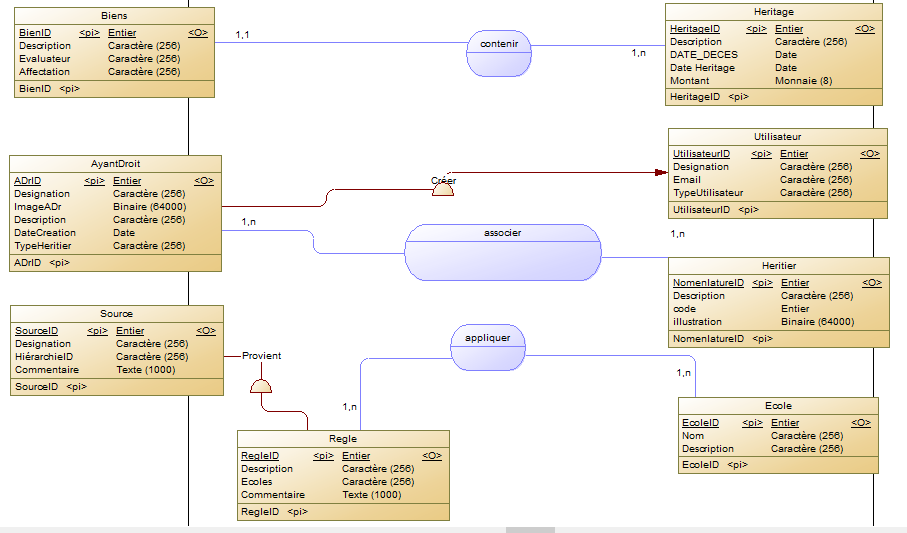 Biens
BienID <pi> Entier <O>
Description Caractère (256)
Evaluateur Caractère (256)
Affectation Caractère (256)
BienID <pi>
1,1
contenir
1,n
Heritage
HeritageID <pi> Entier <O>
Description Caractère (256)
DATE_DECES Date
Date Heritage Date
Montant Monnaie (8)
HeritageID <pi>
AyantDroit
ADrID <pi> Entier <O>
Designation Caractère (256)
ImageADr Binaire (64000)
Description Caractère (256)
DateCreation Date
TypeHeritier Caractère (256)
ADrID <pi>
Créer
Utilisateur
UtilisateurID <pi> Entier <O>
Designation Caractère (256)
Email Caractère (256)
TypeUtilisateur Caractère (256)
UtilisateurID <pi>
1,n
associer
1,n
Heritier
NomenlatureID <pi> Entier <O>
Description Caractère (256)
code Entier
illustration Binaire (64000)
NomenlatureID <pi>
Source
SourceID <pi> Entier <O>
Designation Caractère (256)
HiérarchieID Caractère (256)
Commentaire Texte (1000)
SourceID <pi>
Provient
appliquer
1,n
1,n
Ecole
EcoleID <pi> Entier <O>
Nom Caractère (256)
Description Caractère (256)
EcoleID <pi>
Regle
RegleID <pi> Entier <O>
Description Caractère (256)
Ecoles Caractère (256)
Commentaire Texte (1000)
RegleID <pi>